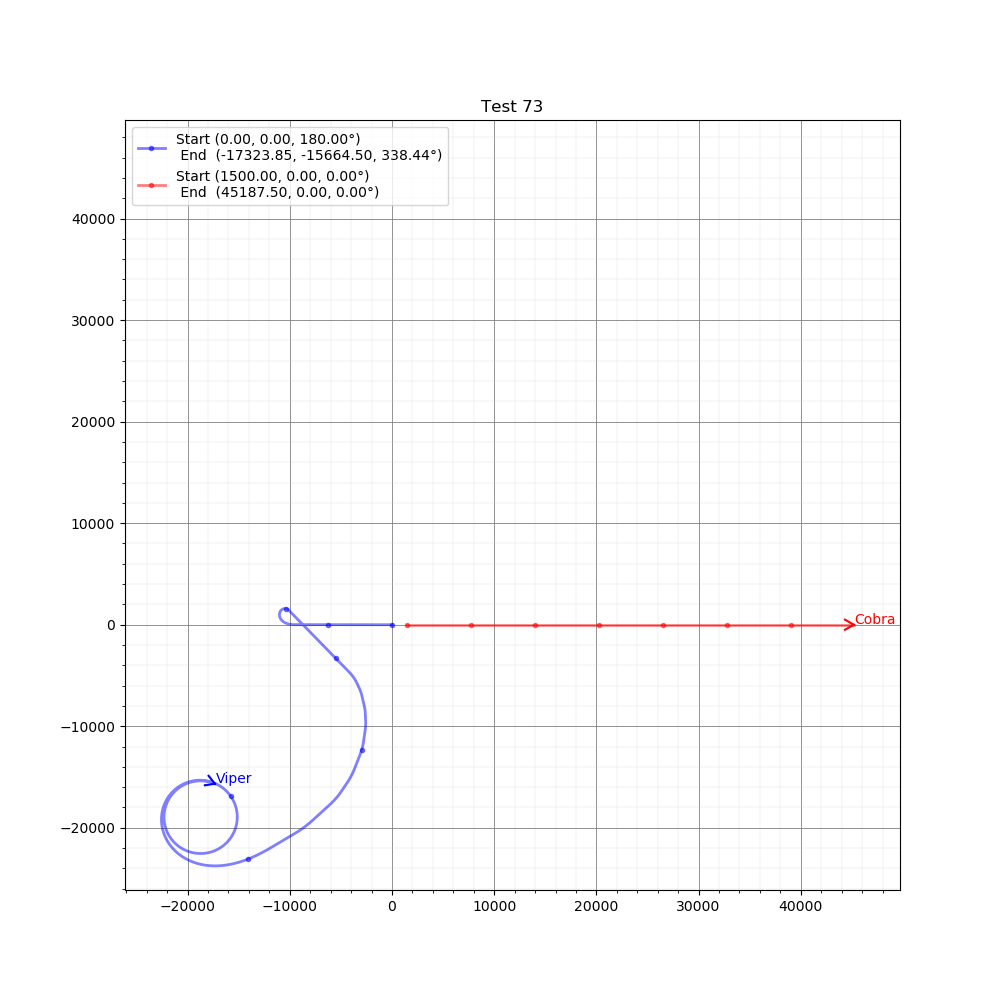 Test 73
Start (0.00, 0.00, 180.00°)
End  (-17323.85, -15664.50, 338.44°)
Start (1500.00, 0.00, 0.00°)
End  (45187.50, 0.00, 0.00°)
40000
30000
20000
10000
0
−10000
−20000
Cobra
Viper
−20000
−10000
0
10000
20000
30000
40000